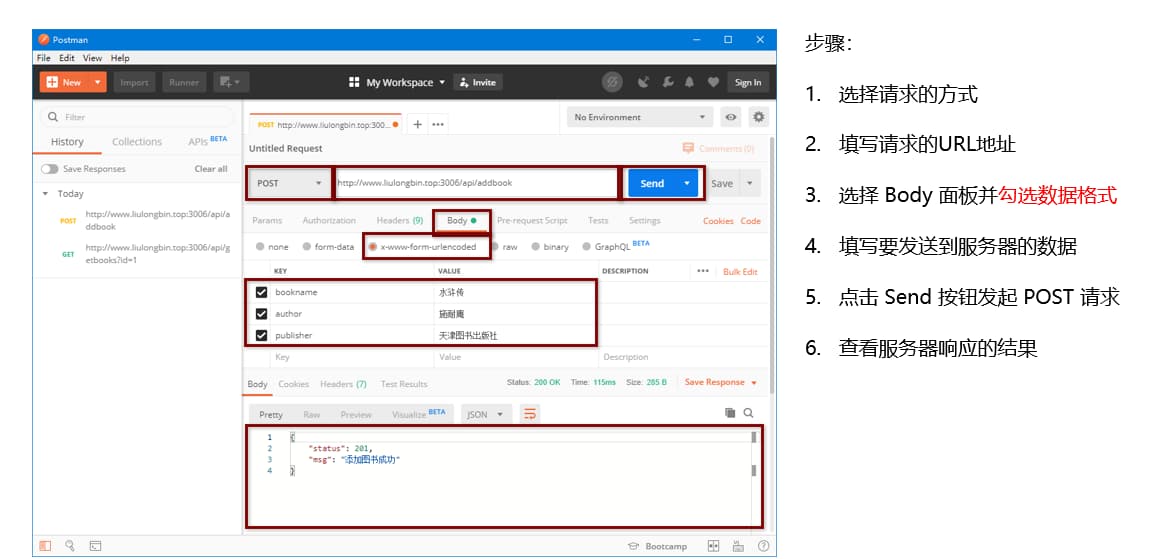 Postman
File Edit View Help
New Import Runner My Workspace Invite Sign In
Filter
History Collections APIs BETA
Save Responses Clear all
Today
POST http://www.liulongbin.top:3006/api/a
ddbook
GET http://www.liulongbin.top:3006/api/g
etbooks?id=1
POST http://www.liulongbin.top:300... + ...
No Environment
Untitled Request Comments (0)
POST http://www.liulongbin.top:3006/api/addbook Send Save
Params Authorization Headers (9) Body Pre-request Script Tests Settings Cookies Code
none form-data x-www-form-urlencoded raw binary GraphQL BETA
KEY VALUE DESCRIPTION ... Bulk Edit
bookname 水浒传
author 施耐庵
publisher 天津图书出版社
Key Value Description
Body Cookies Headers (7) Test Results Status: 200 OK Time: 115ms Size: 285 B Save Response
Pretty Raw Preview Visualize BETA JSON
1 {
2 "status": 201,
3 "msg": "添加图书成功"
4 }
Bootcamp
步骤：
1. 选择请求的方式
2. 填写请求的URL地址
3. 选择 Body 面板并勾选数据格式
4. 填写要发送到服务器的数据
5. 点击 Send 按钮发起 POST 请求
6. 查看服务器响应的结果